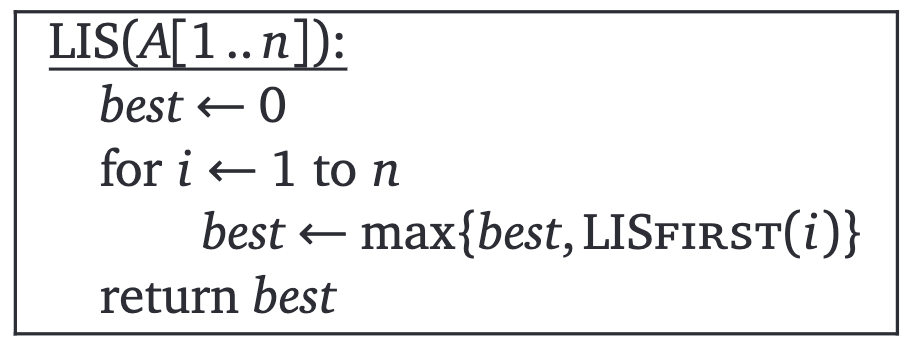 LIS(A[1 .. n]):
best ← 0
for i ← 1 to n
best ← max{best, LISFIRST(i)}
return best